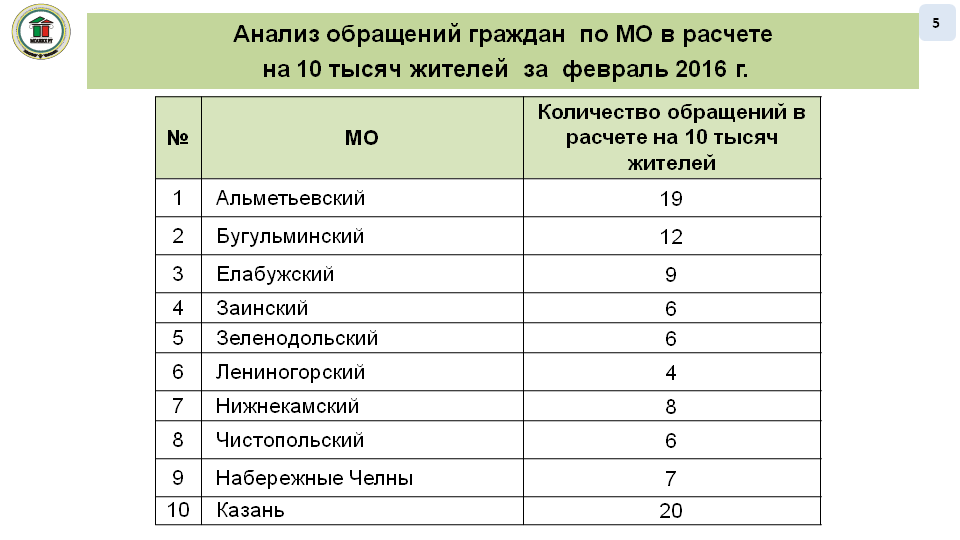 5
Анализ обращений граждан по МО в расчете
на 10 тысяч жителей за февраль 2016 г.
№ МО Количество обращений в
расчете на 10 тысяч
жителей
1 Альметьевский 19
2 Бугульминский 12
3 Елабужский 9
4 Заинский 6
5 Зеленодольский 6
6 Лениногорский 4
7 Нижнекамский 8
8 Чистопольский 6
9 Набережные Челны 7
10 Казань 20